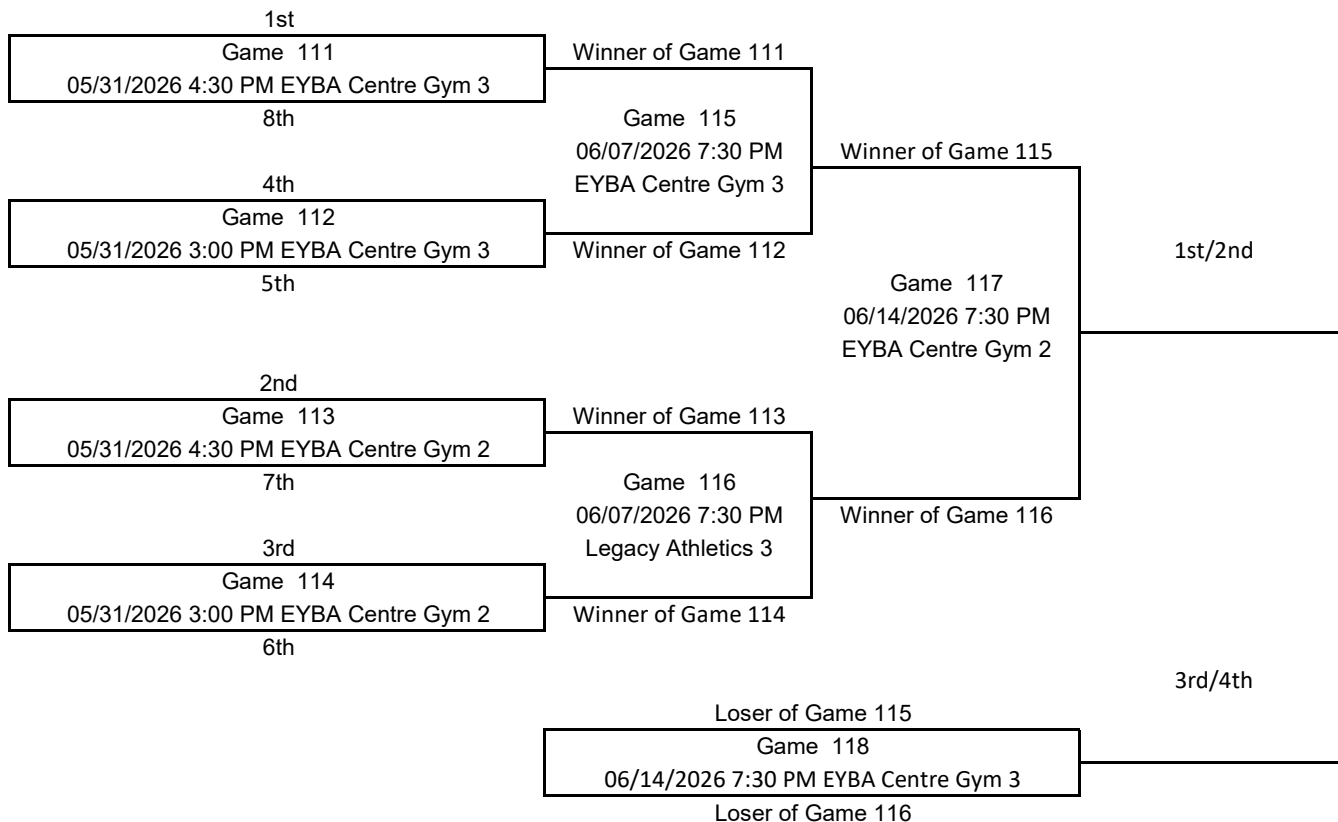 1st
Game 111
05/31/2026 4:30 PM EYBA Centre Gym 3
8th
Winner of Game 111
Game 115
06/07/2026 7:30 PM
EYBA Centre Gym 3
4th
Game 112
05/31/2026 3:00 PM EYBA Centre Gym 3
5th
Winner of Game 112
Winner of Game 115
Game 117
06/14/2026 7:30 PM
EYBA Centre Gym 2
1st/2nd
2nd
Game 113
05/31/2026 4:30 PM EYBA Centre Gym 2
7th
Winner of Game 113
Game 116
06/07/2026 7:30 PM
Legacy Athletics 3
Winner of Game 116
3rd
Game 114
05/31/2026 3:00 PM EYBA Centre Gym 2
6th
Winner of Game 114
3rd/4th
Loser of Game 115
Game 118
06/14/2026 7:30 PM EYBA Centre Gym 3
Loser of Game 116